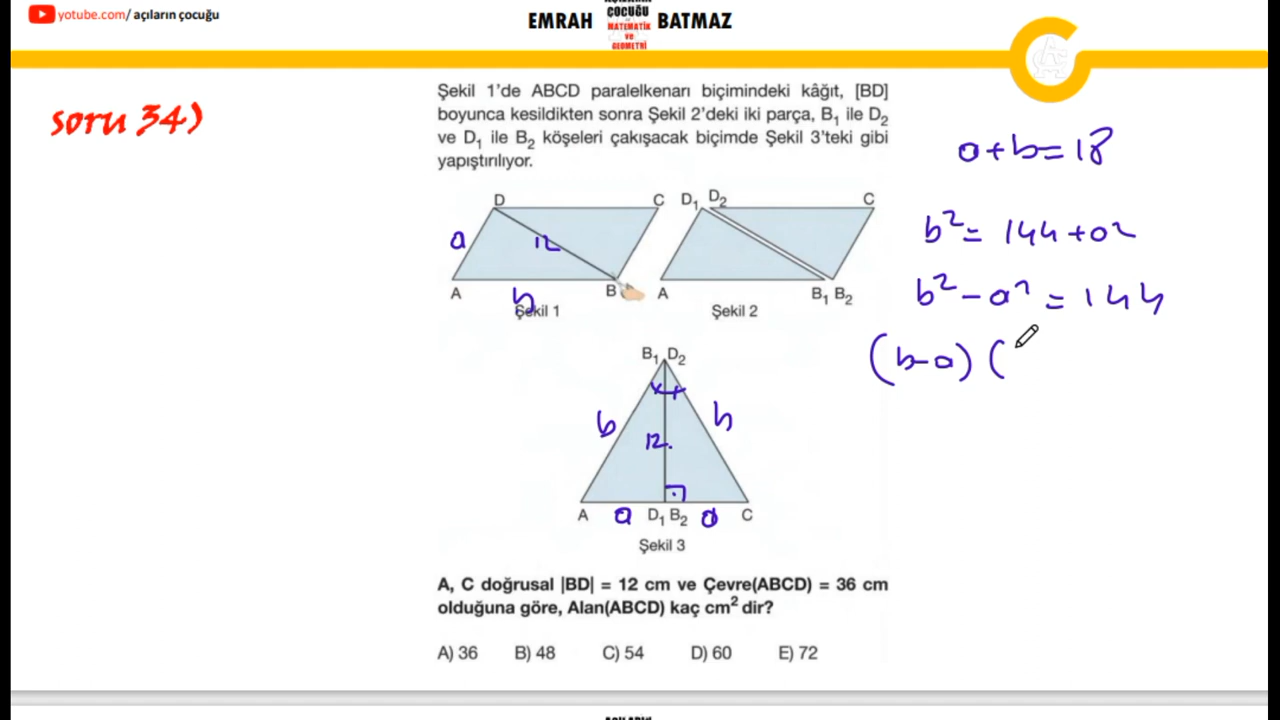 yotube.com/ açıların çocuğu
EMRAH
ÇOCUĞU
MATEMATİK
ve
GEOMETRİ
BATMAZ
soru 34)
Şekil 1'de ABCD paralelkenarı biçimindeki kâğıt, [BD]
boyunca kesildikten sonra Şekil 2'deki iki parça, B₁ ile D₂
ve D₁ ile B₂ köşeleri çakışacak biçimde Şekil 3'teki gibi
yapıştırılıyor.
a+b=18
b²=144+a²
b²-a²=144
(b-a)(
D C D₁ D₂ C
a 12
A B A B₁ B₂
b
Şekil 1 Şekil 2
B₁ D₂
b 12. b
A a D₁ B₂ a C
Şekil 3
A, C doğrusal |BD| = 12 cm ve Çevre(ABCD) = 36 cm
olduğuna göre, Alan(ABCD) kaç cm² dir?
A) 36 B) 48 C) 54 D) 60 E) 72